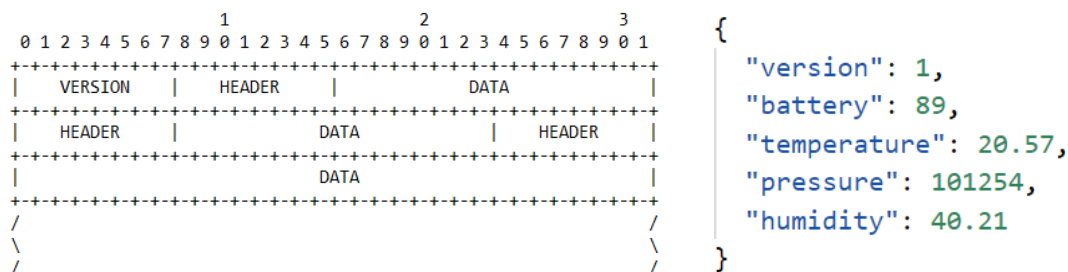 1                   2                   3
 0 1 2 3 4 5 6 7 8 9 0 1 2 3 4 5 6 7 8 9 0 1 2 3 4 5 6 7 8 9 0 1
+-+-+-+-+-+-+-+-+-+-+-+-+-+-+-+-+-+-+-+-+-+-+-+-+-+-+-+-+-+-+-+-+
|    VERSION    |    HEADER     |             DATA              |
+-+-+-+-+-+-+-+-+-+-+-+-+-+-+-+-+-+-+-+-+-+-+-+-+-+-+-+-+-+-+-+-+
|    HEADER     |              DATA             |    HEADER     |
+-+-+-+-+-+-+-+-+-+-+-+-+-+-+-+-+-+-+-+-+-+-+-+-+-+-+-+-+-+-+-+-+
|                              DATA                             |
+-+-+-+-+-+-+-+-+-+-+-+-+-+-+-+-+-+-+-+-+-+-+-+-+-+-+-+-+-+-+-+-+
/                                                               /
\                                                               \
/                                                               /
{
"version": 1,
"battery": 89,
"temperature": 20.57,
"pressure": 101254,
"humidity": 40.21
}